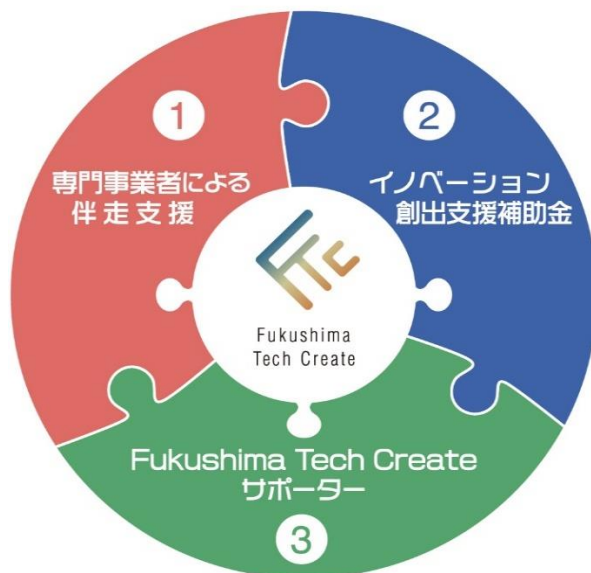 1
専門事業者による
伴走支援
2
イノベーション
創出支援補助金
FTC
Fukushima
Tech Create
Fukushima Tech Create
サポーター
3